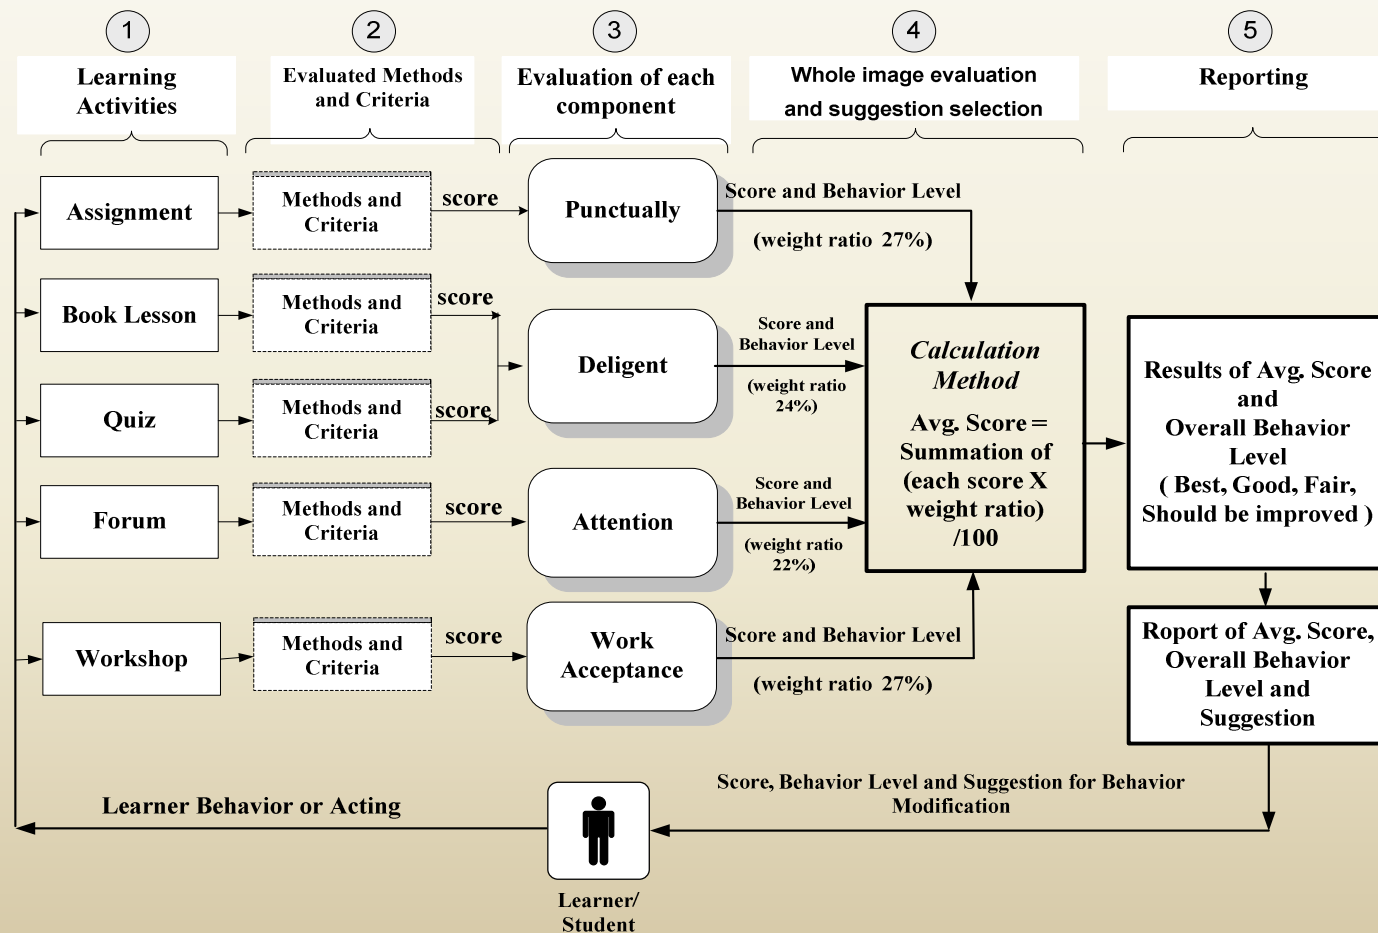 1
2
3
4
5
Learning
Activities
Evaluated Methods
and Criteria
Evaluation of each
component
Whole image evaluation
and suggestion selection
Reporting
Assignment
Methods and
Criteria
score
Punctually
Score and Behavior Level
(weight ratio 27%)
Book Lesson
Methods and
Criteria
score
Quiz
Methods and
Criteria
score
Deligent
Score and
Behavior Level
(weight ratio
24%)
Forum
Methods and
Criteria
score
Attention
Score and
Behavior Level
(weight ratio
22%)
Workshop
Methods and
Criteria
score
Work
Acceptance
Score and Behavior Level
(weight ratio 27%)
Calculation
Method
Avg. Score =
Summation of
(each score X
weight ratio)
/100
Results of Avg. Score
and
Overall Behavior
Level
( Best, Good, Fair,
Should be improved )
Roport of Avg. Score,
Overall Behavior
Level and
Suggestion
Score, Behavior Level and Suggestion for Behavior
Modification
Learner Behavior or Acting
Learner/
Student